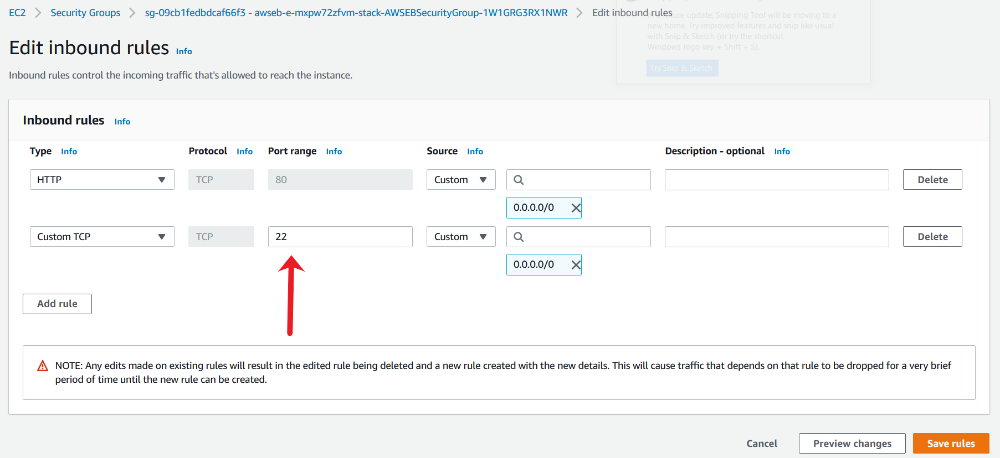 EC2 > Security Groups > sg-09cb1fedbdcaf66f3 - awseb-e-mxpw72zfvm-stack-AWSEBSecurityGroup-1W1GRG3RX1NWR > Edit inbound rules
update, Snipping Tool will be moving to a
new home. Try improved features and snip like usual
with Snip & Sketch (or try the shortcut
Windows logo key + Shift + S).
Try Snip & Sketch
Edit inbound rules Info
Inbound rules control the incoming traffic that's allowed to reach the instance.
Inbound rules Info
Type Info Protocol Info Port range Info Source Info Description - optional Info
HTTP TCP 80 Custom Delete
0.0.0.0/0
Custom TCP TCP 22 Custom Delete
0.0.0.0/0
Add rule
NOTE: Any edits made on existing rules will result in the edited rule being deleted and a new rule created with the new details. This will cause traffic that depends on that rule to be dropped for a very brief
period of time until the new rule can be created.
Cancel Preview changes Save rules